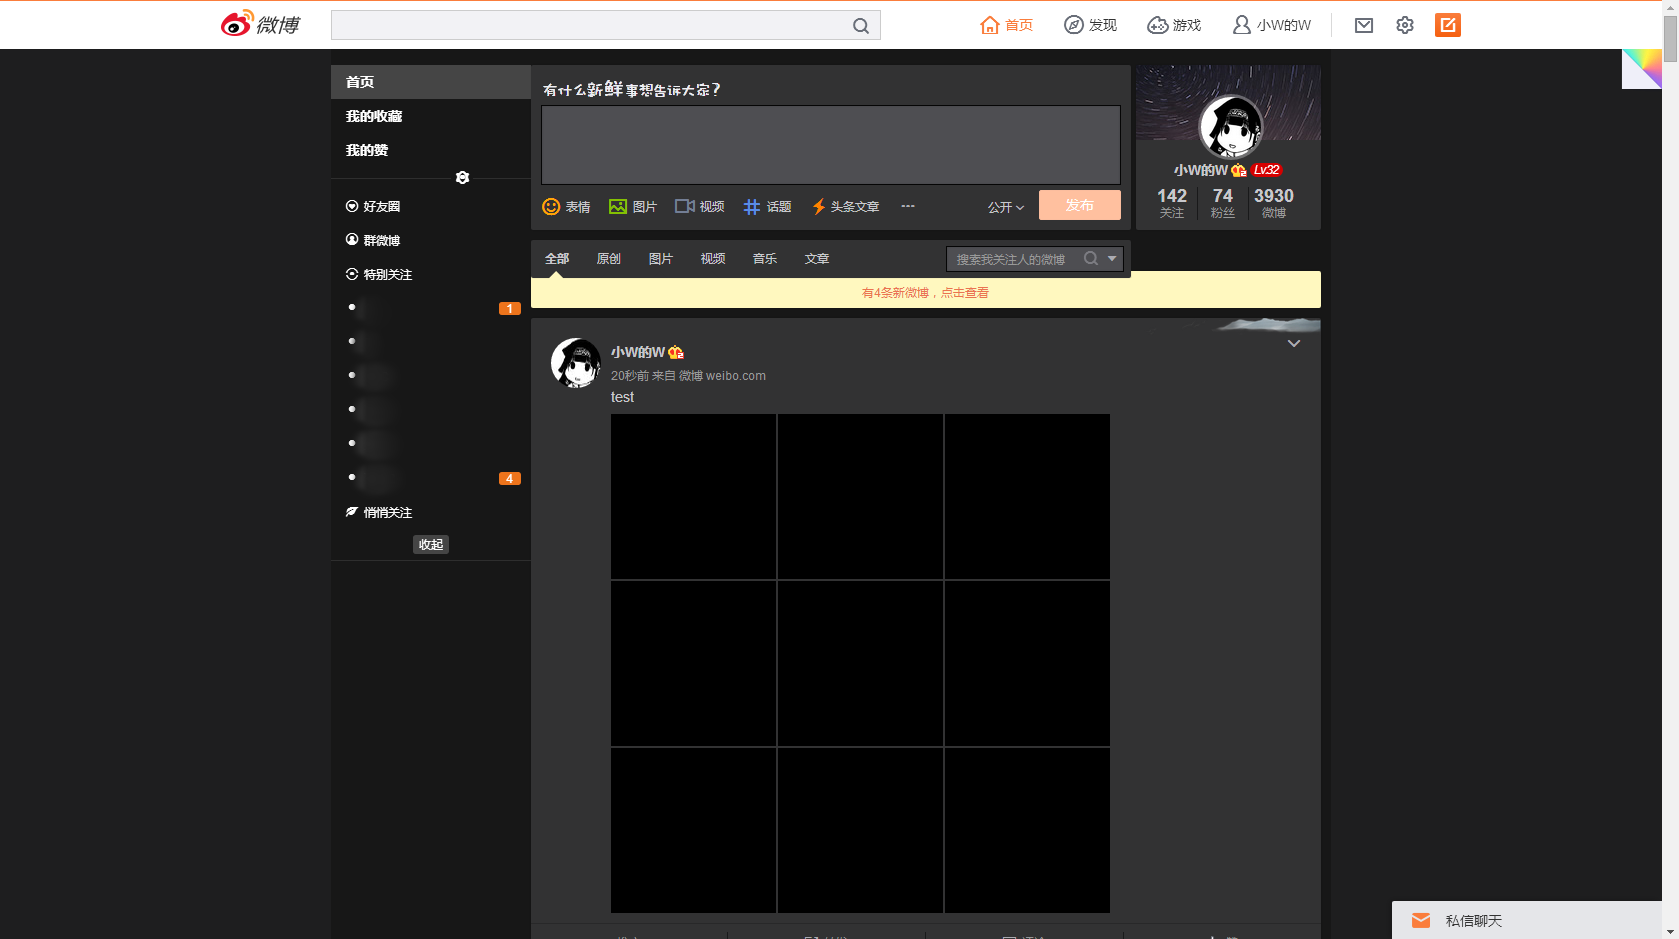 微博
首页
发现
游戏
小W的W
首页
我的收藏
我的赞
好友圈
群微博
特别关注
1
4
悄悄关注
收起
有什么新鲜事想告诉大家?
表情
图片
视频
话题
头条文章
公开
发布
小W的W Lv.32
142 74 3930
关注 粉丝 微博
全部 原创 图片 视频 音乐 文章
搜索我关注人的微博
有4条新微博，点击查看
小W的W
20秒前 来自 微博 weibo.com
test
私信聊天